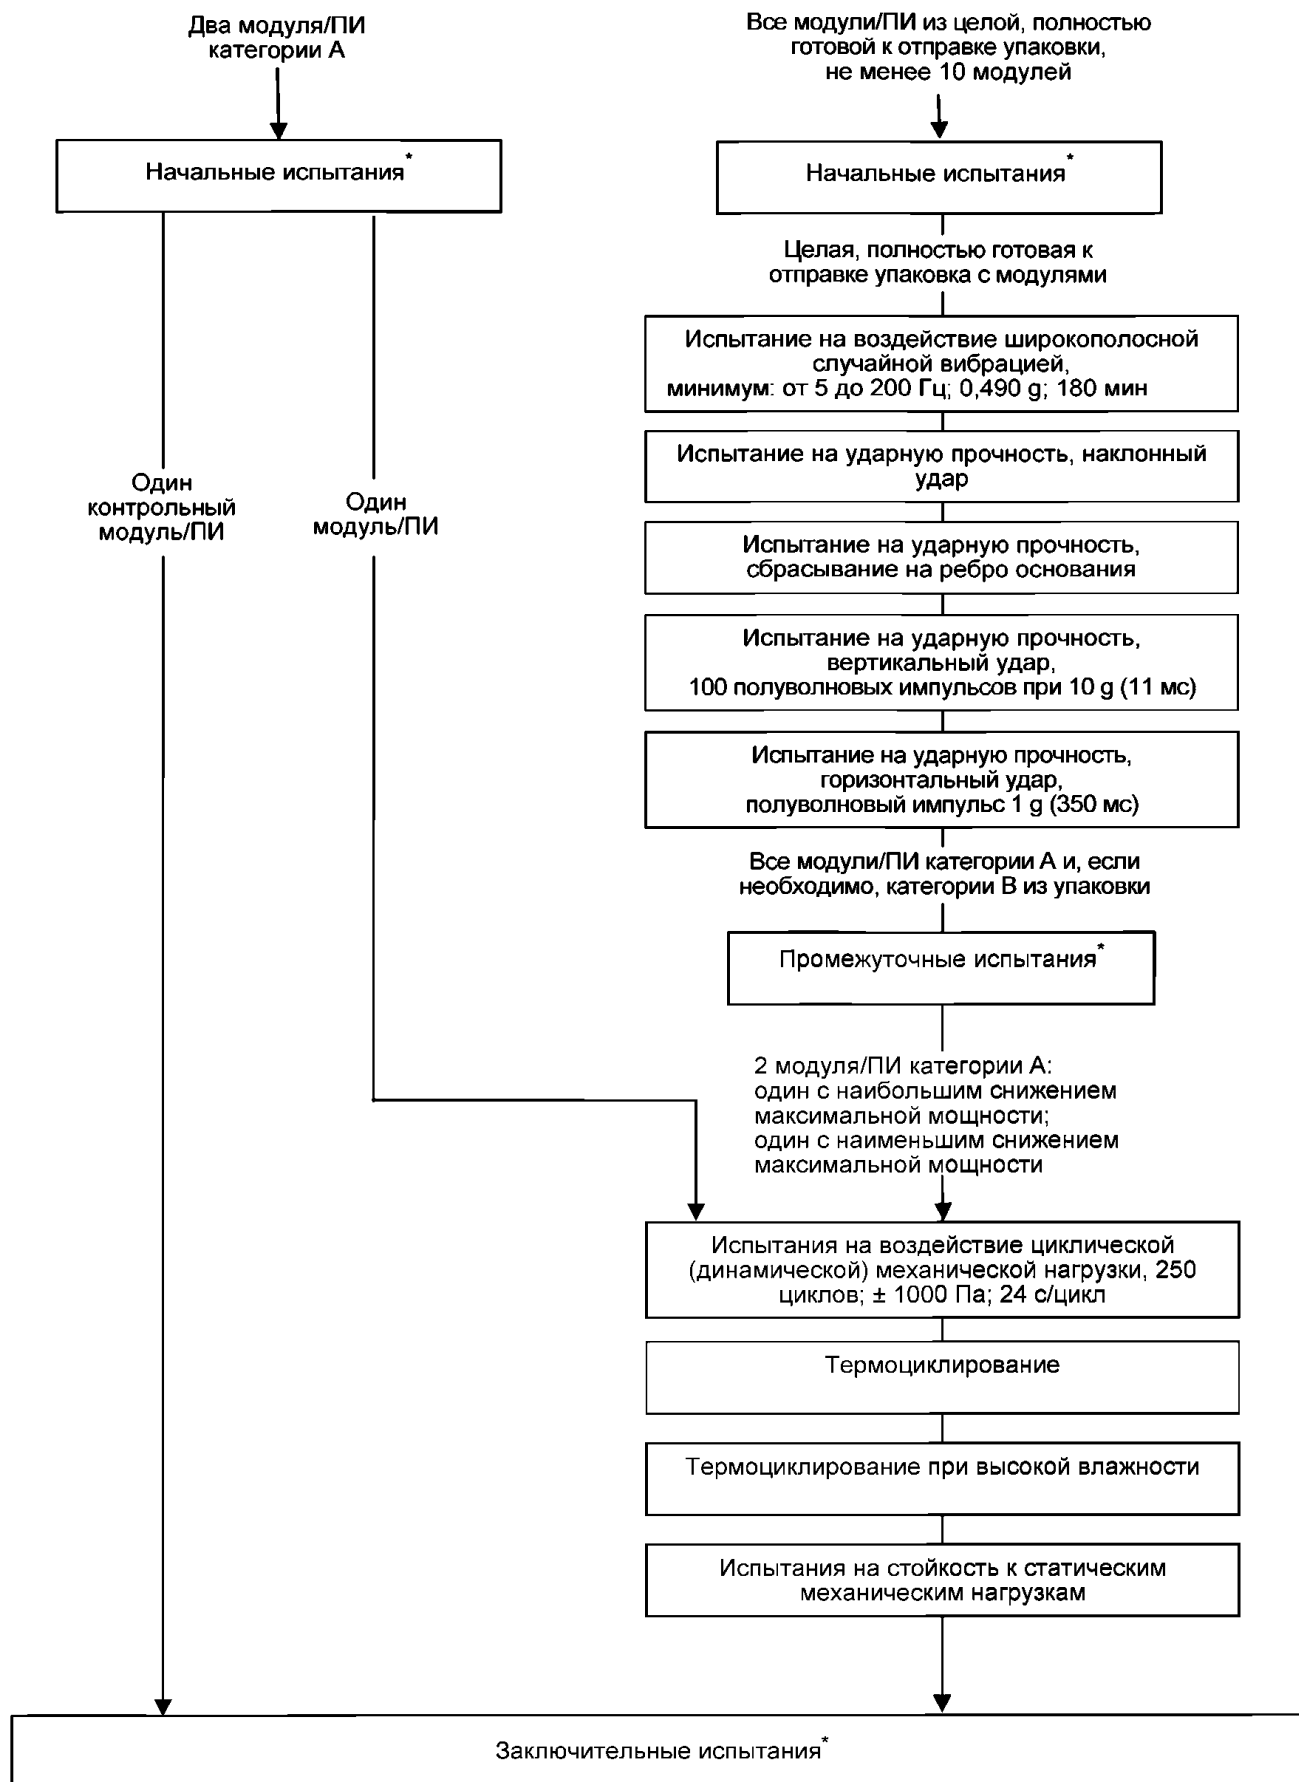 Два модуля/ПИ
категории А
Все модули/ПИ из целой, полностью
готовой к отправке упаковки,
не менее 10 модулей
Начальные испытания*
Начальные испытания*
Целая, полностью готовая к
отправке упаковка с модулями
Испытание на воздействие широкополосной
случайной вибрацией,
минимум: от 5 до 200 Гц; 0,490 g; 180 мин
Испытание на ударную прочность, наклонный
удар
Один
контрольный
модуль/ПИ
Один
модуль/ПИ
Испытание на ударную прочность,
сбрасывание на ребро основания
Испытание на ударную прочность,
вертикальный удар,
100 полуволновых импульсов при 10 g (11 мс)
Испытание на ударную прочность,
горизонтальный удар,
полуволновый импульс 1 g (350 мс)
Все модули/ПИ категории А и, если
необходимо, категории В из упаковки
Промежуточные испытания*
2 модуля/ПИ категории А:
один с наибольшим снижением
максимальной мощности;
один с наименьшим снижением
максимальной мощности
Испытания на воздействие циклической
(динамической) механической нагрузки, 250
циклов; ± 1000 Па; 24 с/цикл
Термоциклирование
Термоциклирование при высокой влажности
Испытания на стойкость к статическим
механическим нагрузкам
Заключительные испытания*